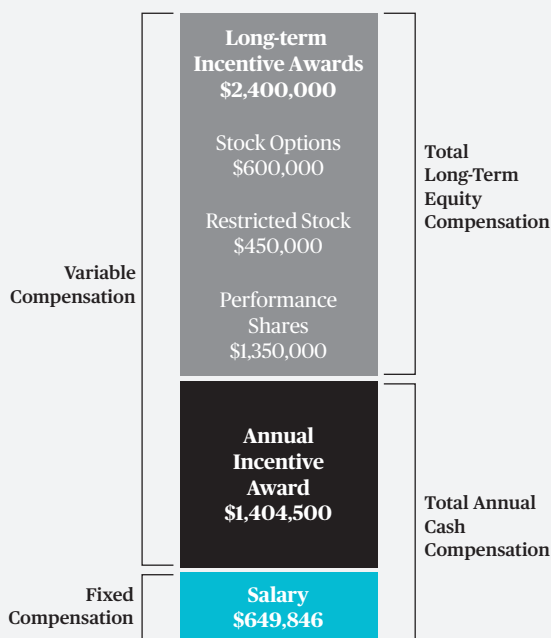 Long-term
Incentive Awards
$2,400,000
Stock Options
$600,000
Restricted Stock
$450,000
Performance
Shares
$1,350,000
Total
Long-Term
Equity
Compensation
Variable
Compensation
Annual
Incentive
Award
$1,404,500
Total Annual
Cash
Compensation
Fixed
Compensation
Salary
$649,846